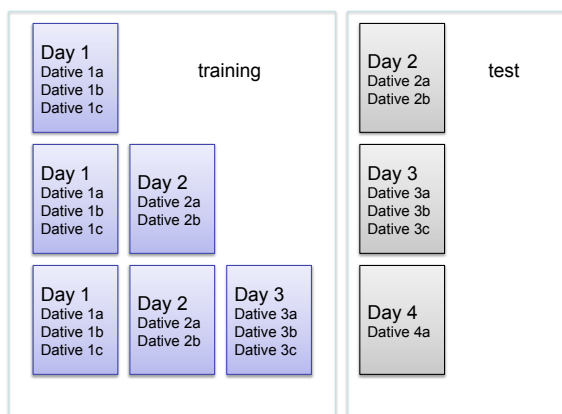 training
test
Day 1
Dative 1a
Dative 1b
Dative 1c
Day 2
Dative 2a
Dative 2b
Day 1
Dative 1a
Dative 1b
Dative 1c
Day 2
Dative 2a
Dative 2b
Day 3
Dative 3a
Dative 3b
Dative 3c
Day 1
Dative 1a
Dative 1b
Dative 1c
Day 2
Dative 2a
Dative 2b
Day 3
Dative 3a
Dative 3b
Dative 3c
Day 4
Dative 4a